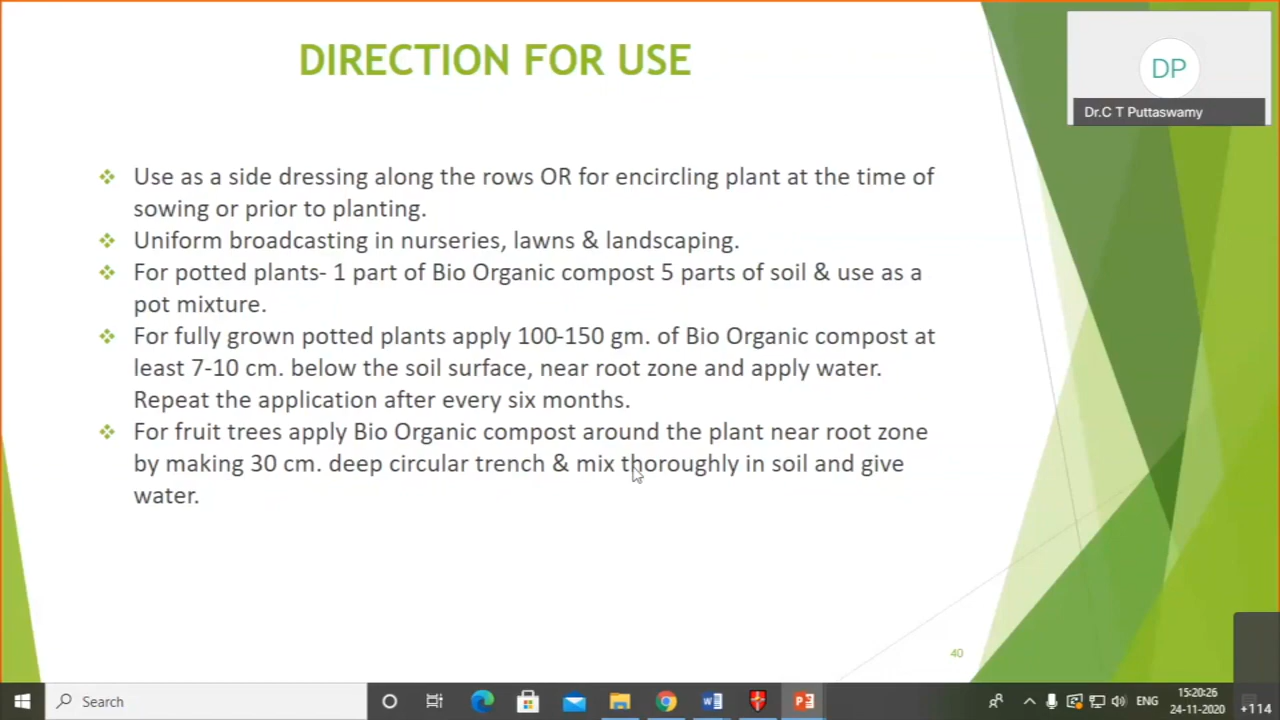 DIRECTION FOR USE
DP
Dr.C T Puttaswamy
Use as a side dressing along the rows OR for encircling plant at the time of
sowing or prior to planting.
Uniform broadcasting in nurseries, lawns & landscaping.
For potted plants- 1 part of Bio Organic compost 5 parts of soil & use as a
pot mixture.
For fully grown potted plants apply 100-150 gm. of Bio Organic compost at
least 7-10 cm. below the soil surface, near root zone and apply water.
Repeat the application after every six months.
For fruit trees apply Bio Organic compost around the plant near root zone
by making 30 cm. deep circular trench & mix thoroughly in soil and give
water.
40
Search
ENG
15:20:26
24-11-2020
+114